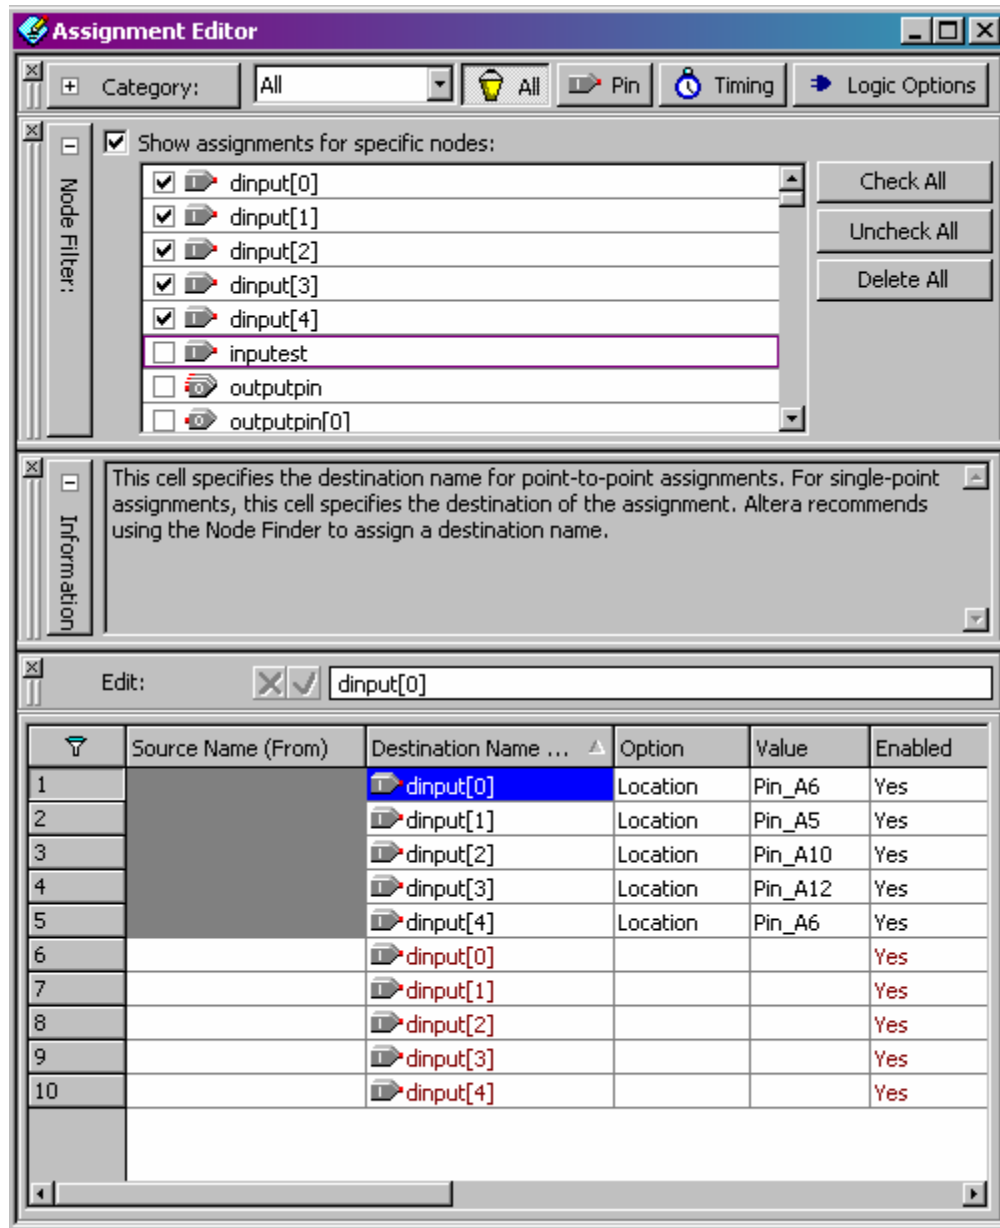 Assignment Editor
Category: All All Pin Timing Logic Options
Show assignments for specific nodes:
Node Filter:
dinput[0]
dinput[1]
dinput[2]
dinput[3]
dinput[4]
inputest
outputpin
outputpin[0]
Check All
Uncheck All
Delete All
Information
This cell specifies the destination name for point-to-point assignments. For single-point
assignments, this cell specifies the destination of the assignment. Altera recommends
using the Node Finder to assign a destination name.
Edit: dinput[0]
Source Name (From) Destination Name ... Option Value Enabled
1 dinput[0] Location Pin_A6 Yes
2 dinput[1] Location Pin_A5 Yes
3 dinput[2] Location Pin_A10 Yes
4 dinput[3] Location Pin_A12 Yes
5 dinput[4] Location Pin_A6 Yes
6 dinput[0] Yes
7 dinput[1] Yes
8 dinput[2] Yes
9 dinput[3] Yes
10 dinput[4] Yes